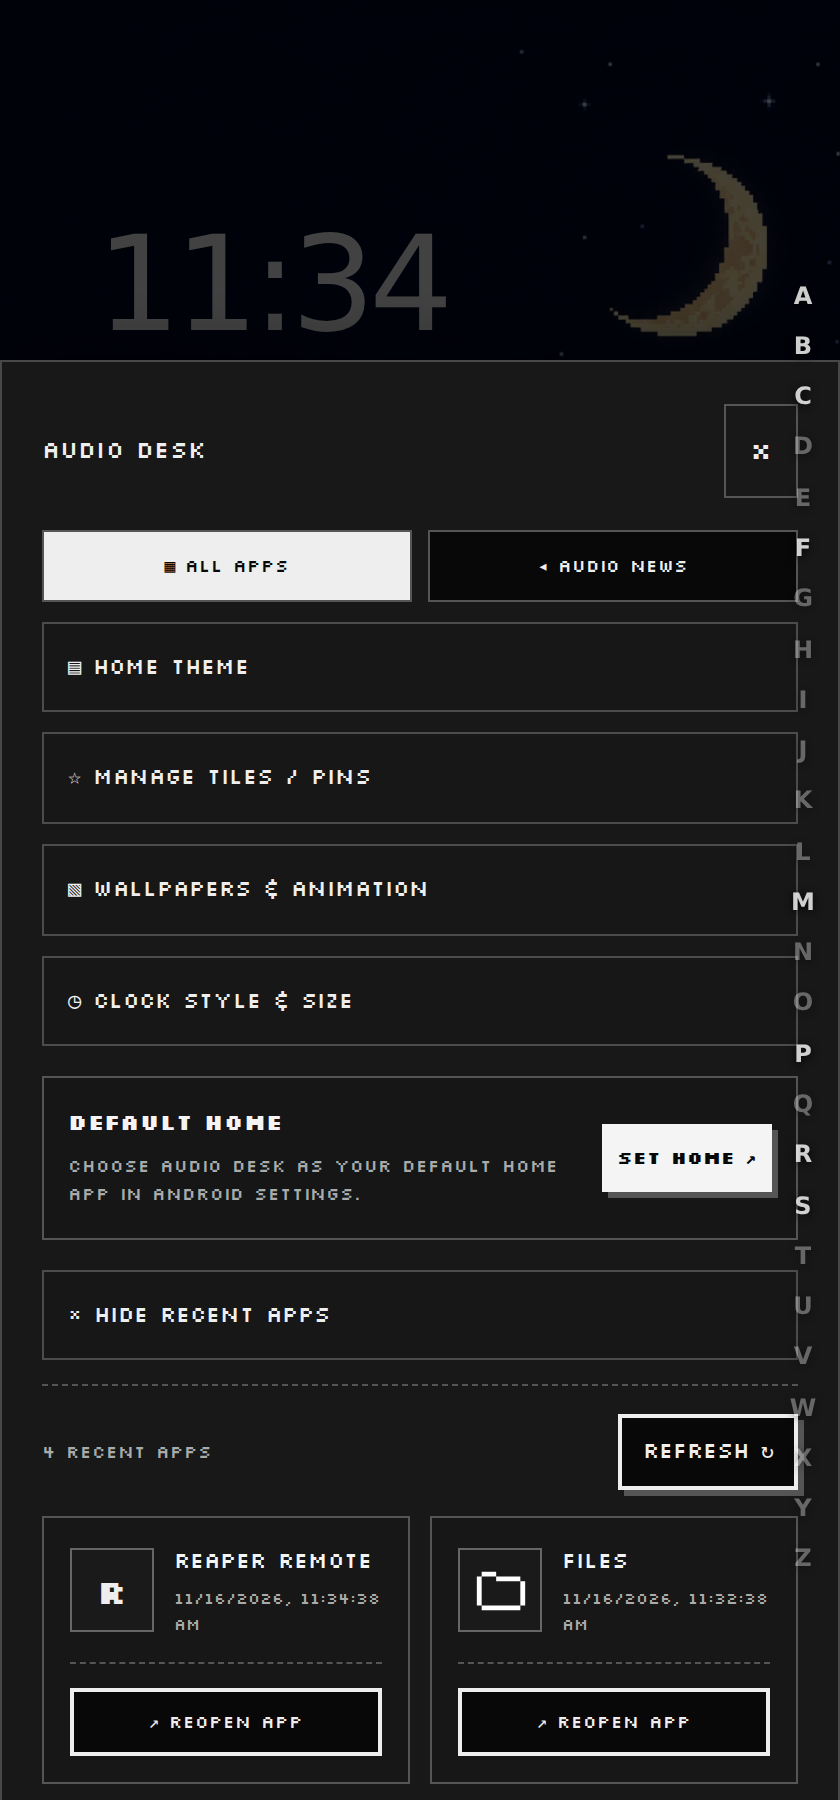 11:34
AUDIO DESK
×
▦ ALL APPS
◂ AUDIO NEWS
▤ HOME THEME
☆ MANAGE TILES / PINS
▧ WALLPAPERS & ANIMATION
◷ CLOCK STYLE & SIZE
DEFAULT HOME
CHOOSE AUDIO DESK AS YOUR DEFAULT HOME
APP IN ANDROID SETTINGS.
SET HOME ↗
× HIDE RECENT APPS
4 RECENT APPS
REFRESH ↻
R
REAPER REMOTE
11/16/2026, 11:34:38
AM
↗ REOPEN APP
FILES
11/16/2026, 11:32:38
AM
↗ REOPEN APP
A
B
C
D
E
F
G
H
I
J
K
L
M
N
O
P
Q
R
S
T
U
V
W
X
Y
Z